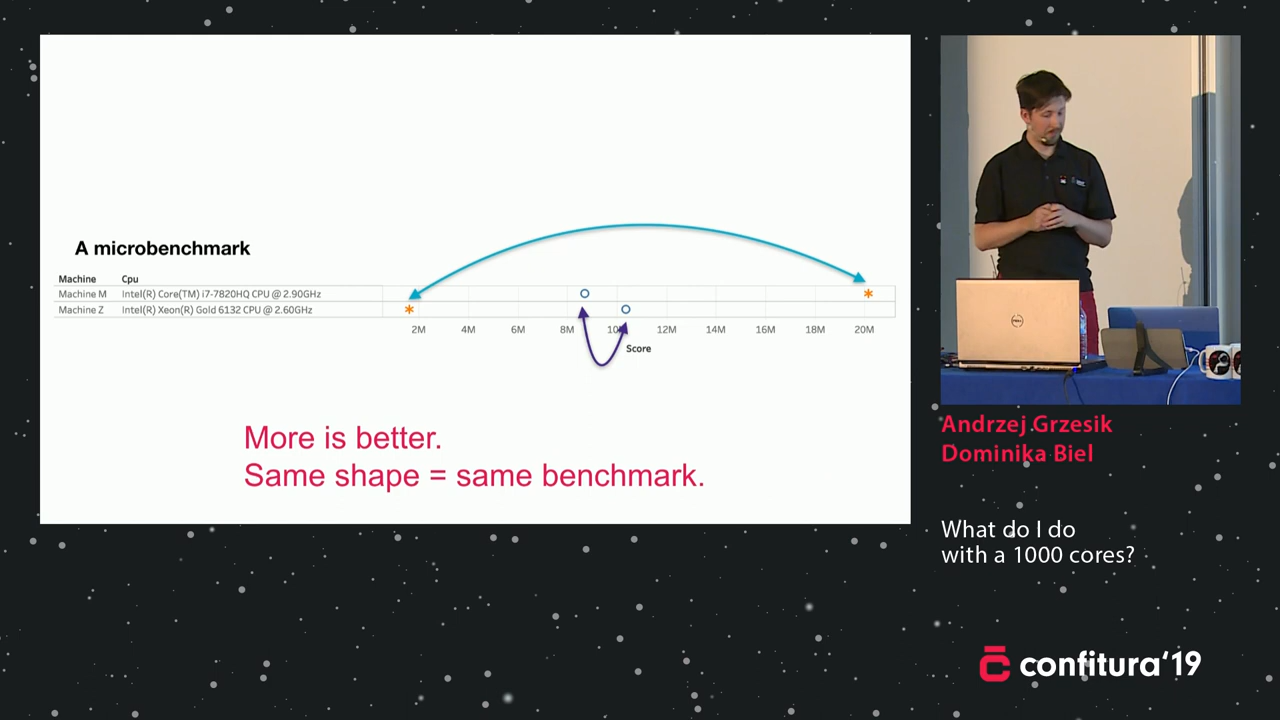 A microbenchmark
Machine Cpu
Machine M Intel(R) Core(TM) i7-7820HQ CPU @ 2.90GHz
Machine Z Intel(R) Xeon(R) Gold 6132 CPU @ 2.60GHz
2M 4M 6M 8M 12M 14M 16M 18M 20M
Score
More is better.
Same shape = same benchmark.
DELL
Andrzej Grzesik
Dominika Biel
What do I do
with a 1000 cores?
confitura'19